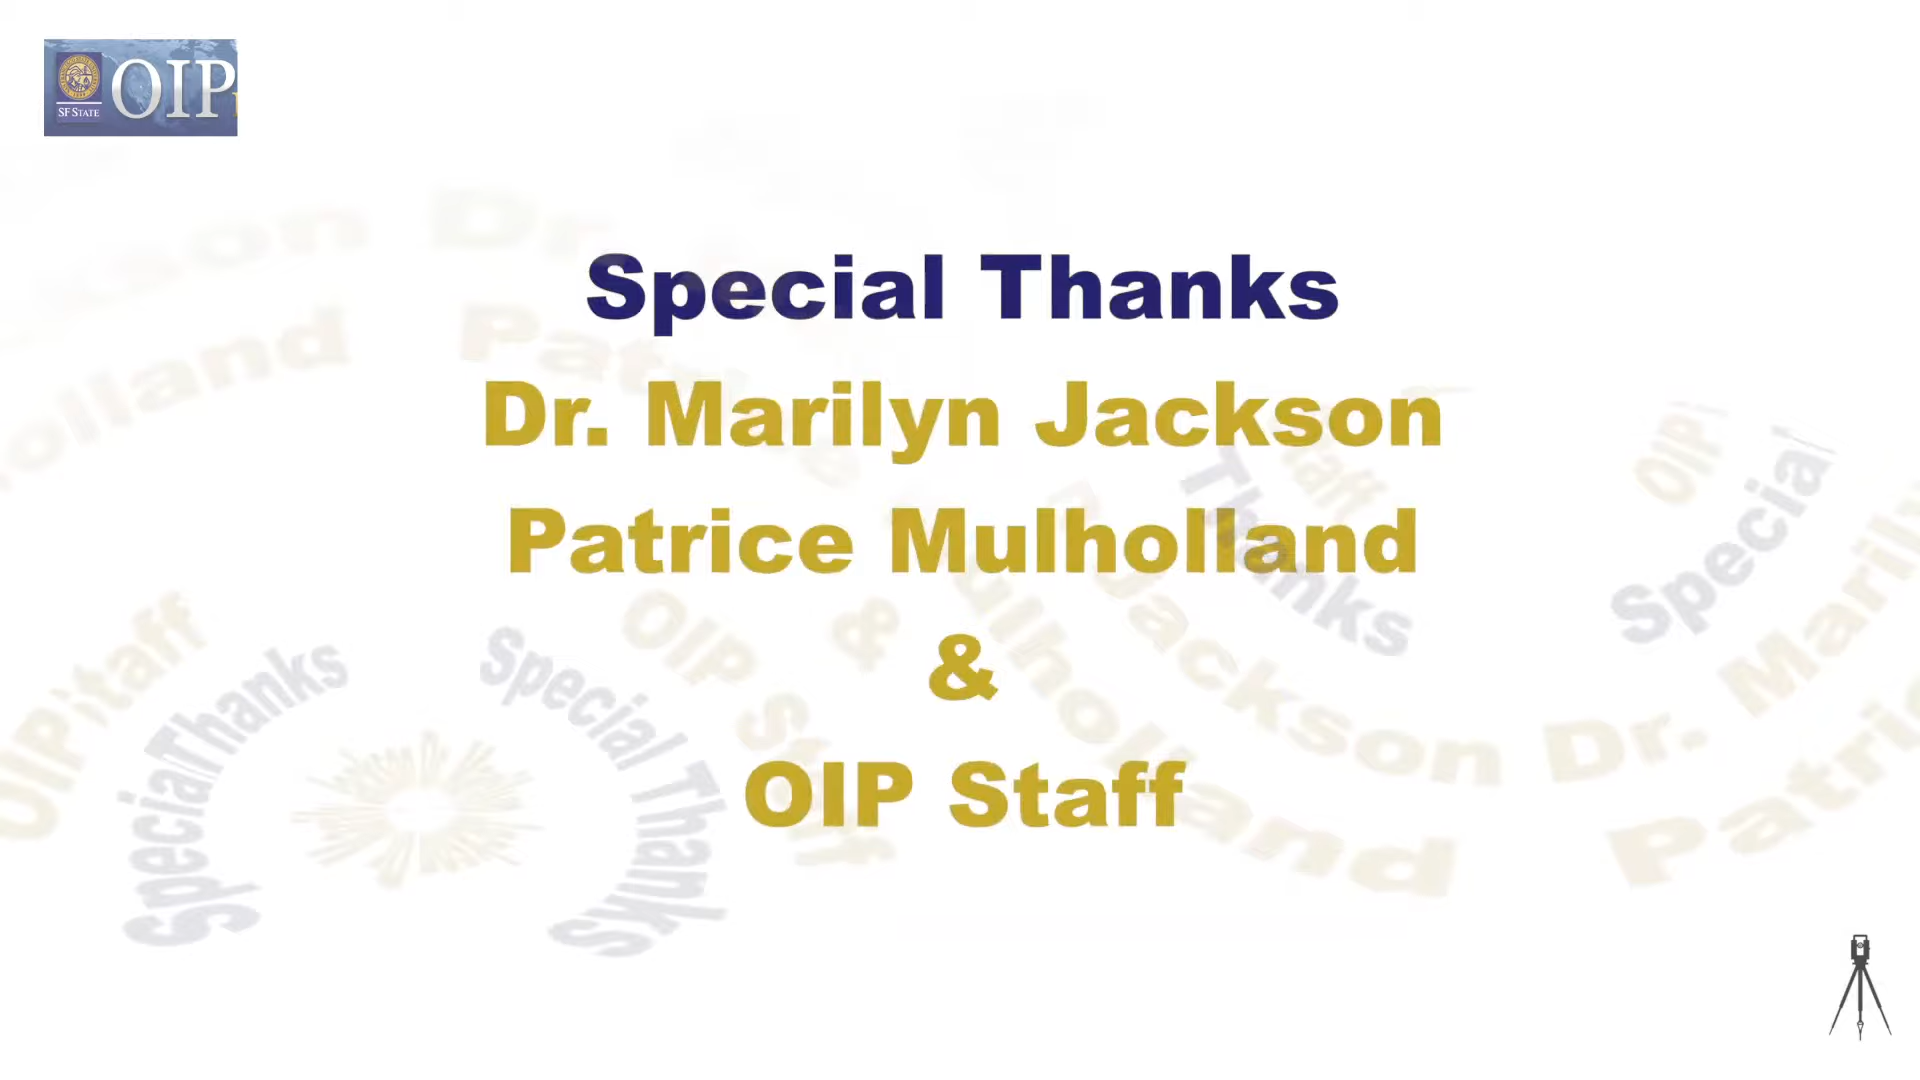 SF STATE
OIP
Special Thanks
Dr. Marilyn Jackson
Patrice Mulholland
&
OIP Staff